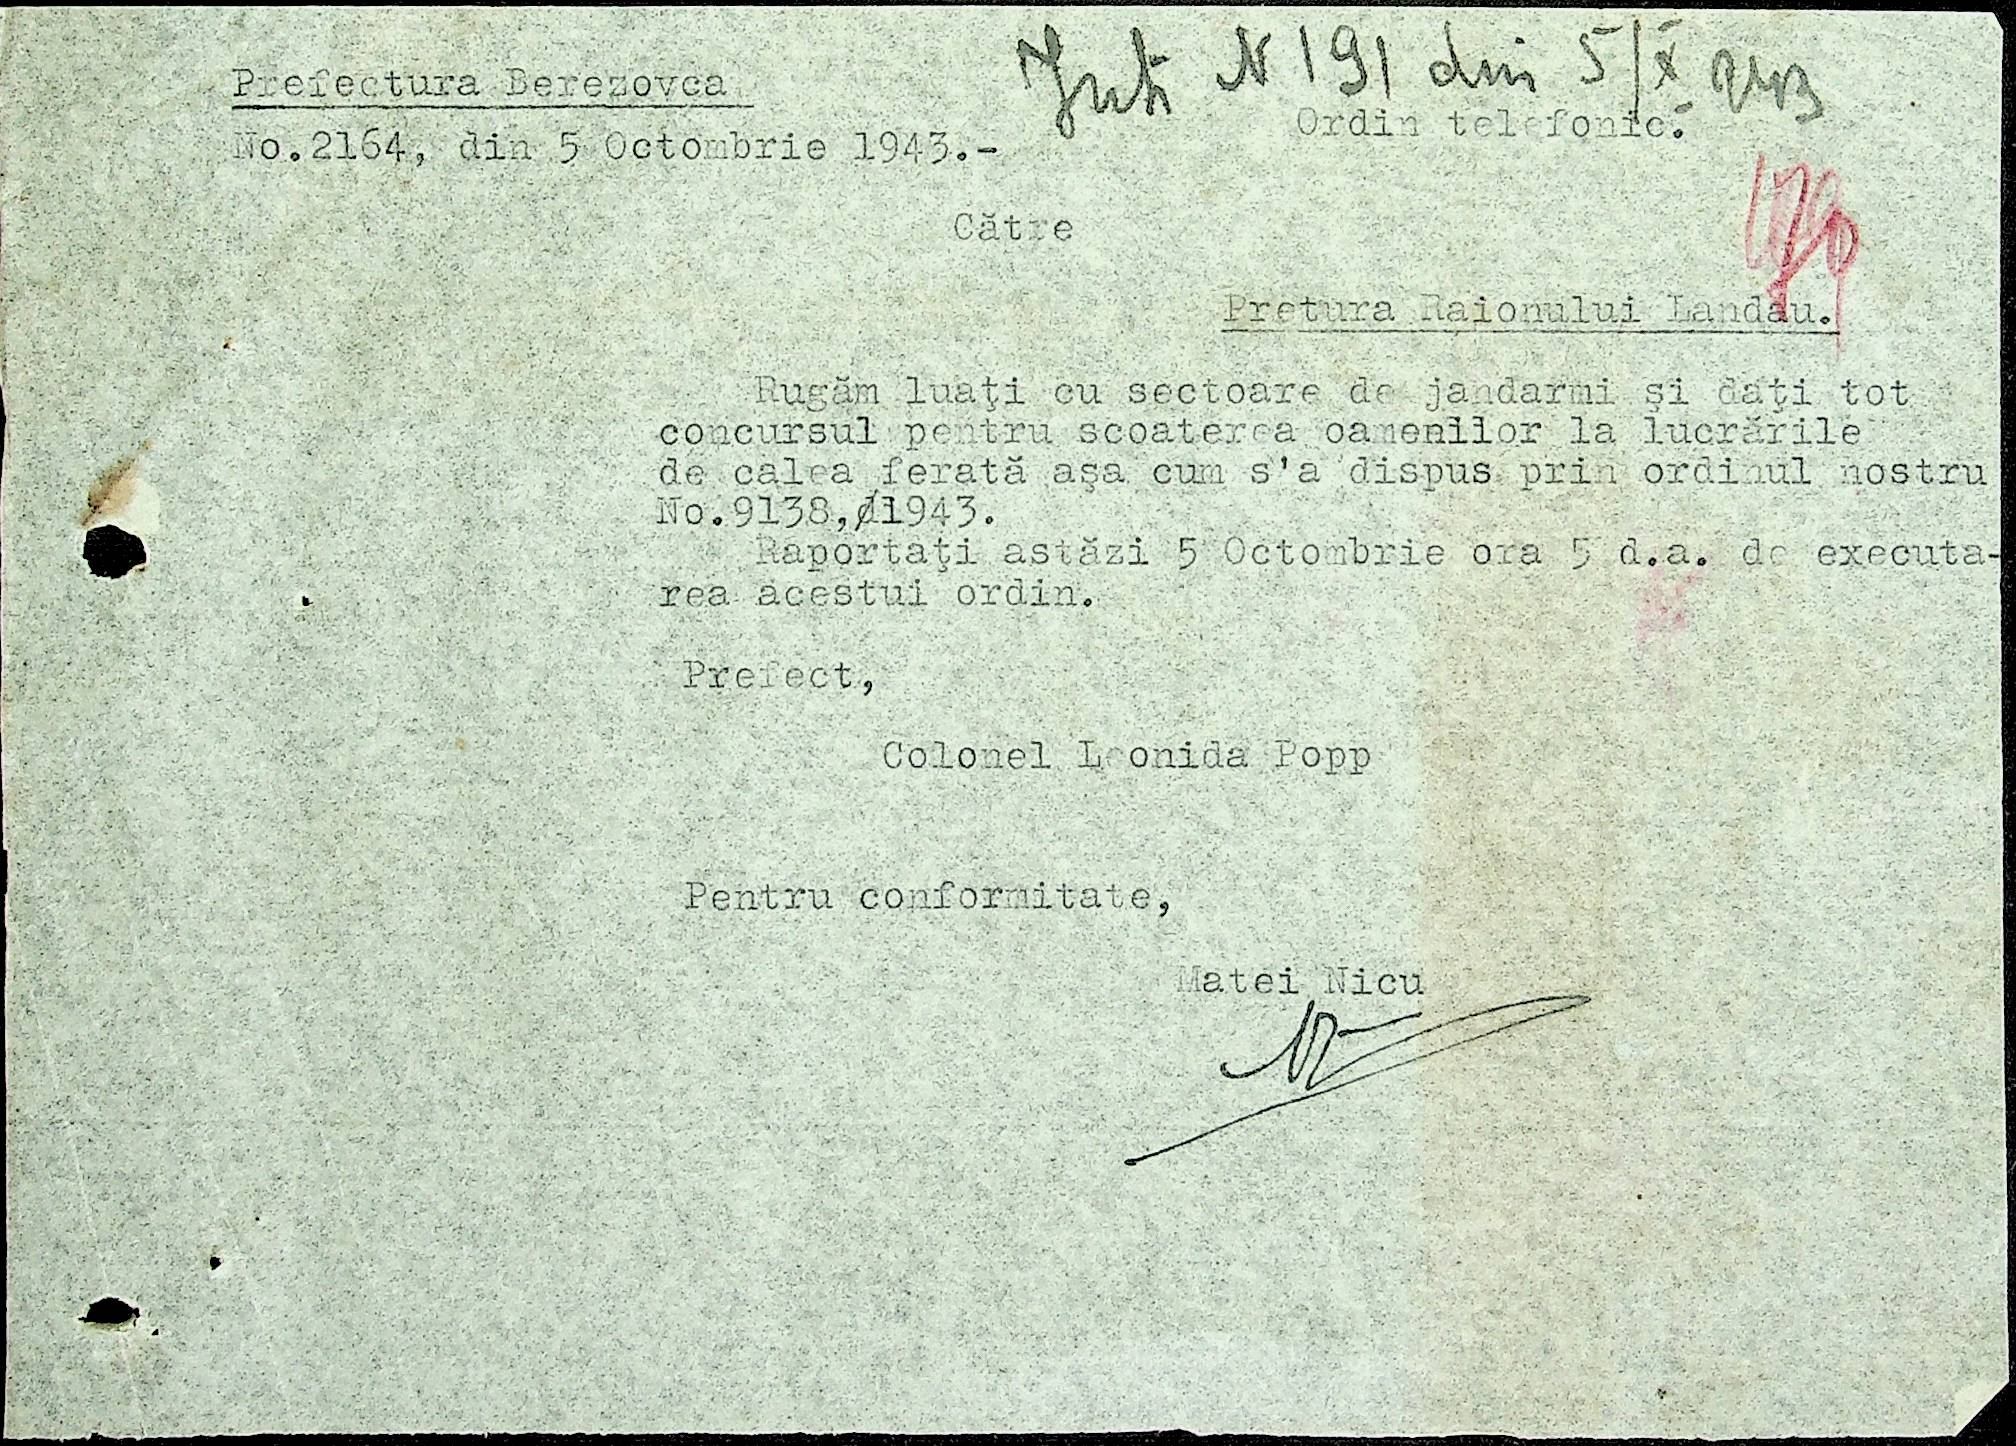 N 191 din 5/X 943
Prefectura Berezovca
Ordin telefonic.
No.2164, din 5 Octombrie 1943.-
Către
Pretura Raionului Landau.
Rugăm luaţi cu sectoare de jandarmi şi daţi tot
concursul pentru scoaterea oamenilor la lucrările
de calea ferată aşa cum s'a dispus prin ordinul nostru
No.9138,/1943.
Raportaţi astăzi 5 Octombrie ora 5 d.a. de executa-
rea acestui ordin.
Prefect,
Colonel Leonida Popp
Pentru conformitate,
Matei Nicu